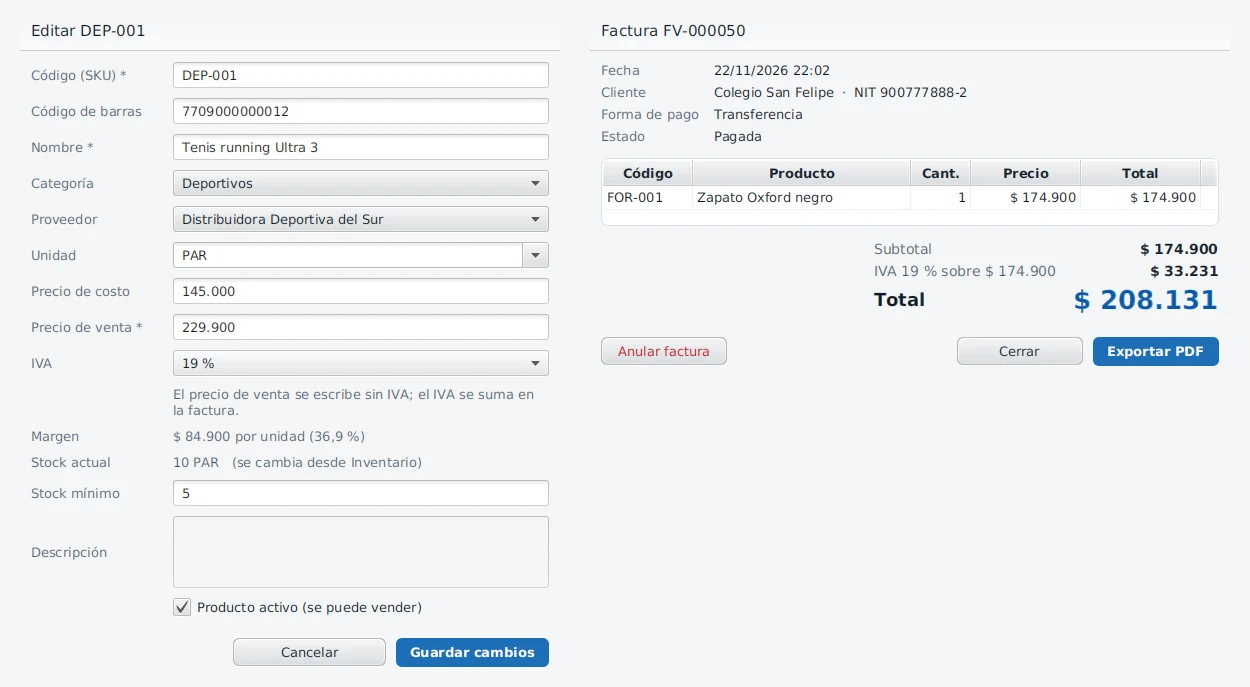 Editar DEP-001
Código (SKU) * DEP-001
Código de barras 7709000000012
Nombre * Tenis running Ultra 3
Categoría Deportivos
Proveedor Distribuidora Deportiva del Sur
Unidad PAR
Precio de costo 145.000
Precio de venta * 229.900
IVA 19 %
El precio de venta se escribe sin IVA; el IVA se suma en
la factura.
Margen $ 84.900 por unidad (36,9 %)
Stock actual 10 PAR (se cambia desde Inventario)
Stock mínimo 5
Descripción
Producto activo (se puede vender)
Cancelar Guardar cambios
Factura FV-000050
Fecha 22/11/2026 22:02
Cliente Colegio San Felipe · NIT 900777888-2
Forma de pago Transferencia
Estado Pagada
Código Producto Cant. Precio Total
FOR-001 Zapato Oxford negro 1 $ 174.900 $ 174.900
Subtotal $ 174.900
IVA 19 % sobre $ 174.900 $ 33.231
Total $ 208.131
Anular factura Cerrar Exportar PDF